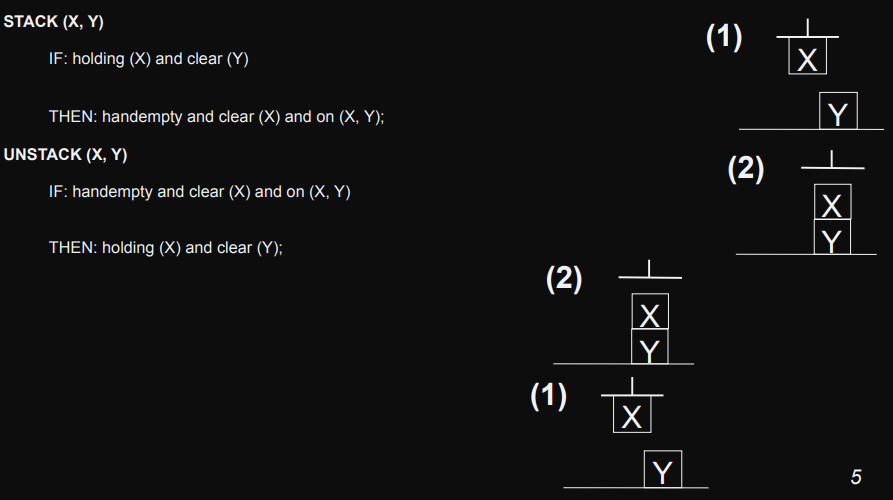 STACK (X, Y)
IF: holding (X) and clear (Y)
THEN: handempty and clear (X) and on (X, Y);
UNSTACK (X, Y)
IF: handempty and clear (X) and on (X, Y)
THEN: holding (X) and clear (Y);
(1)
X
Y
(2)
X
Y
(2)
X
Y
(1)
X
Y
5